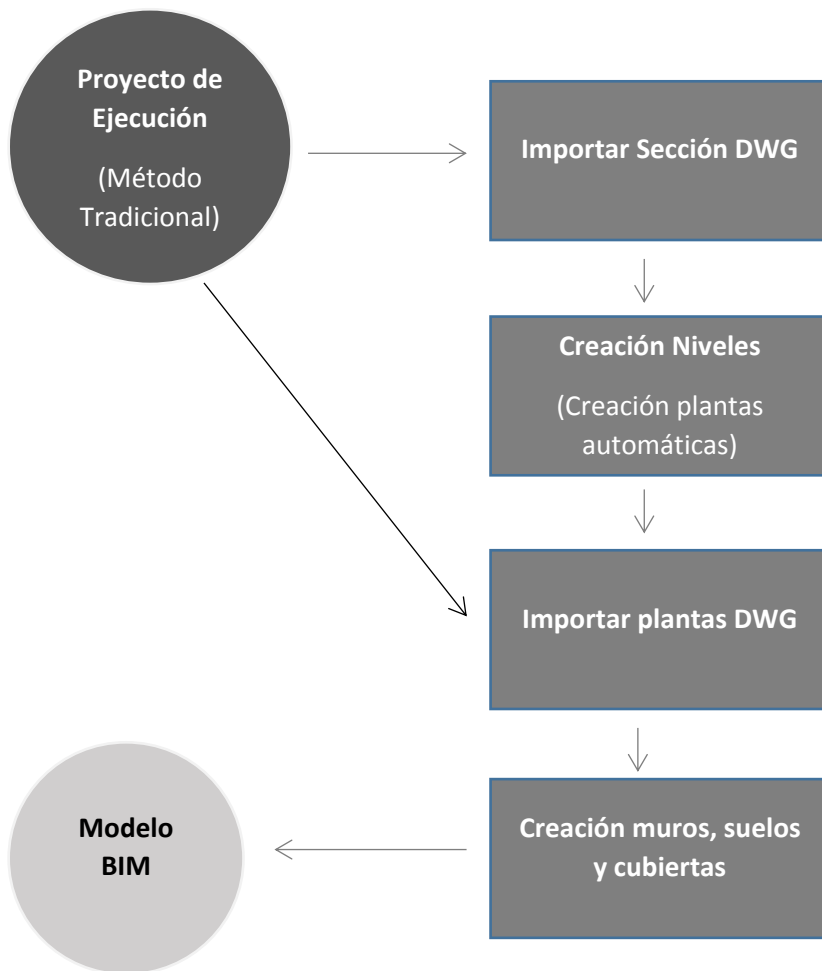 Proyecto de
Ejecución
(Método
Tradicional)
Importar Sección DWG
Creación Niveles
(Creación plantas
automáticas)
Importar plantas DWG
Creación muros, suelos
y cubiertas
Modelo
BIM